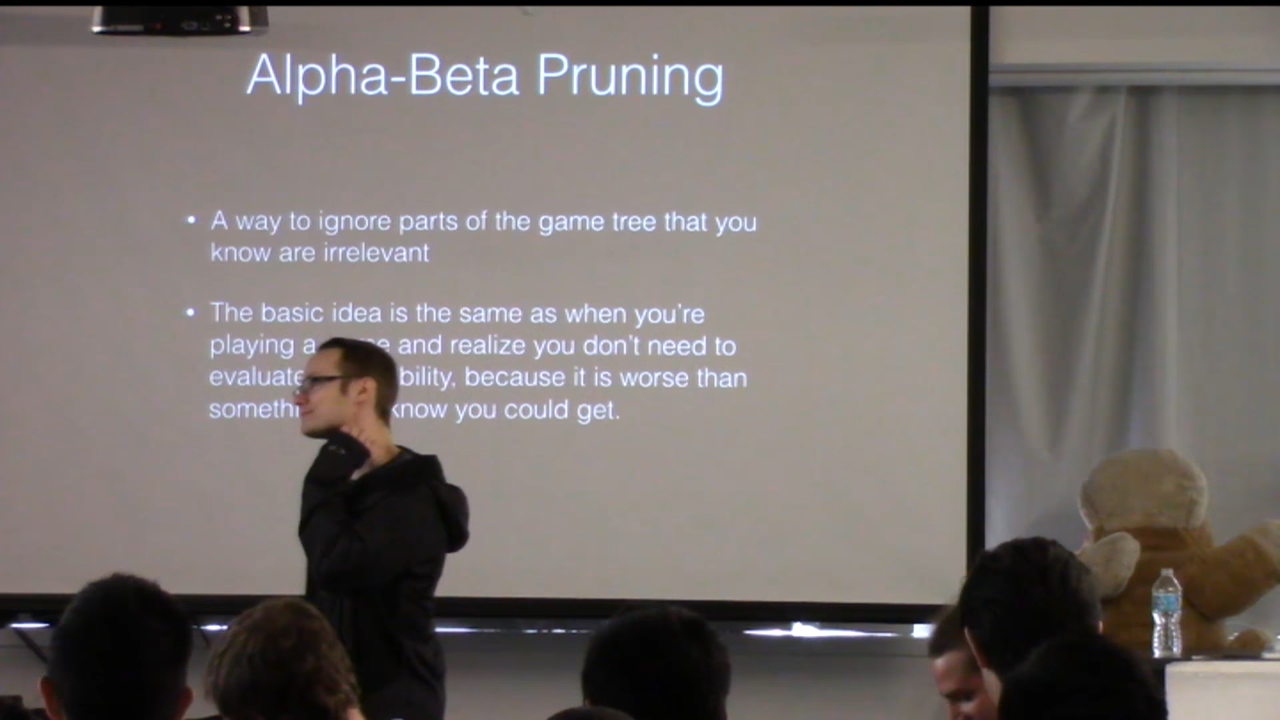 Alpha-Beta Pruning
• A way to ignore parts of the game tree that you
know are irrelevant
• The basic idea is the same as when you're
playing a and realize you don't need to
evaluate because it is worse than
know you could get.